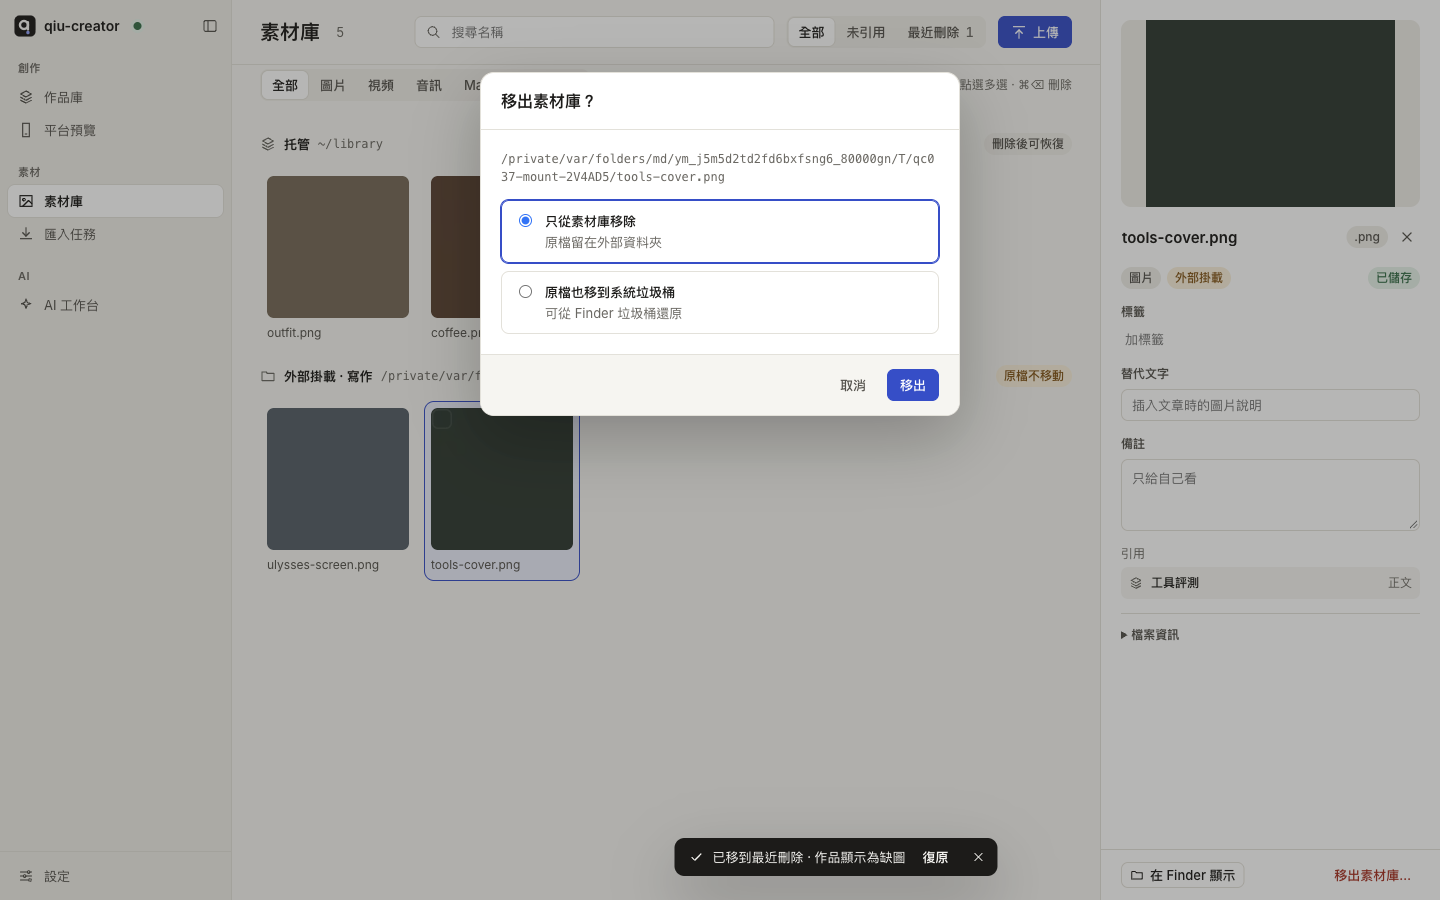 qiu-creator
創作
作品庫
平台預覽
素材
素材庫
匯入任務
AI
AI 工作台
設定
素材庫 5
搜尋名稱
全部 未引用 最近刪除 1
上傳
全部 圖片 視頻 音訊
點選多選 · ⌘⌫ 刪除
托管 ~/library
刪除後可恢復
outfit.png
外部掛載 · 寫作 /private/var/f
原檔不移動
ulysses-screen.png
tools-cover.png
移出素材庫？
/private/var/folders/md/ym_j5m5d2td2fd6bxfsng6_80000gn/T/qc0
37-mount-2V4AD5/tools-cover.png
只從素材庫移除
原檔留在外部資料夾
原檔也移到系統垃圾桶
可從 Finder 垃圾桶還原
取消 移出
已移到最近刪除 · 作品顯示為缺圖 復原
tools-cover.png .png
圖片 外部掛載 已儲存
標籤
加標籤
替代文字
插入文章時的圖片說明
備註
只給自己看
引用
工具評測 正文
檔案資訊
在 Finder 顯示 移出素材庫...